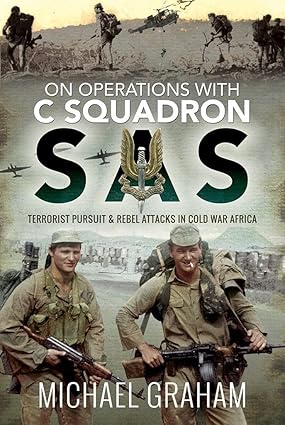 ON OPERATIONS WITH
C SQUADRON
SAS
TERRORIST PURSUIT & REBEL ATTACKS IN COLD WAR AFRICA
MICHAEL GRAHAM